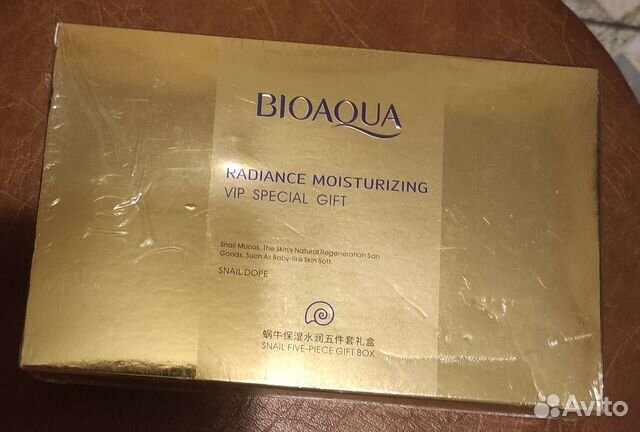 BIOAQUA
RADIANCE MOISTURIZING
VIP SPECIAL GIFT
Snail Mucus, The Skin's Natural Regeneration San
Goods, Such As Baby-like Skin Soft.
SNAIL DOPE
蜗牛保湿水润五件套礼盒
SNAIL FIVE-PIECE GIFT BOX
Avito